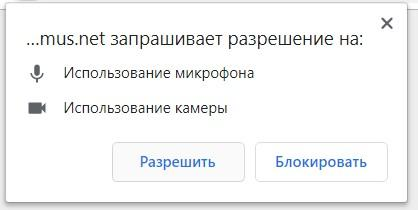 ...mus.net запрашивает разрешение на:
Использование микрофона
Использование камеры
Разрешить
Блокировать